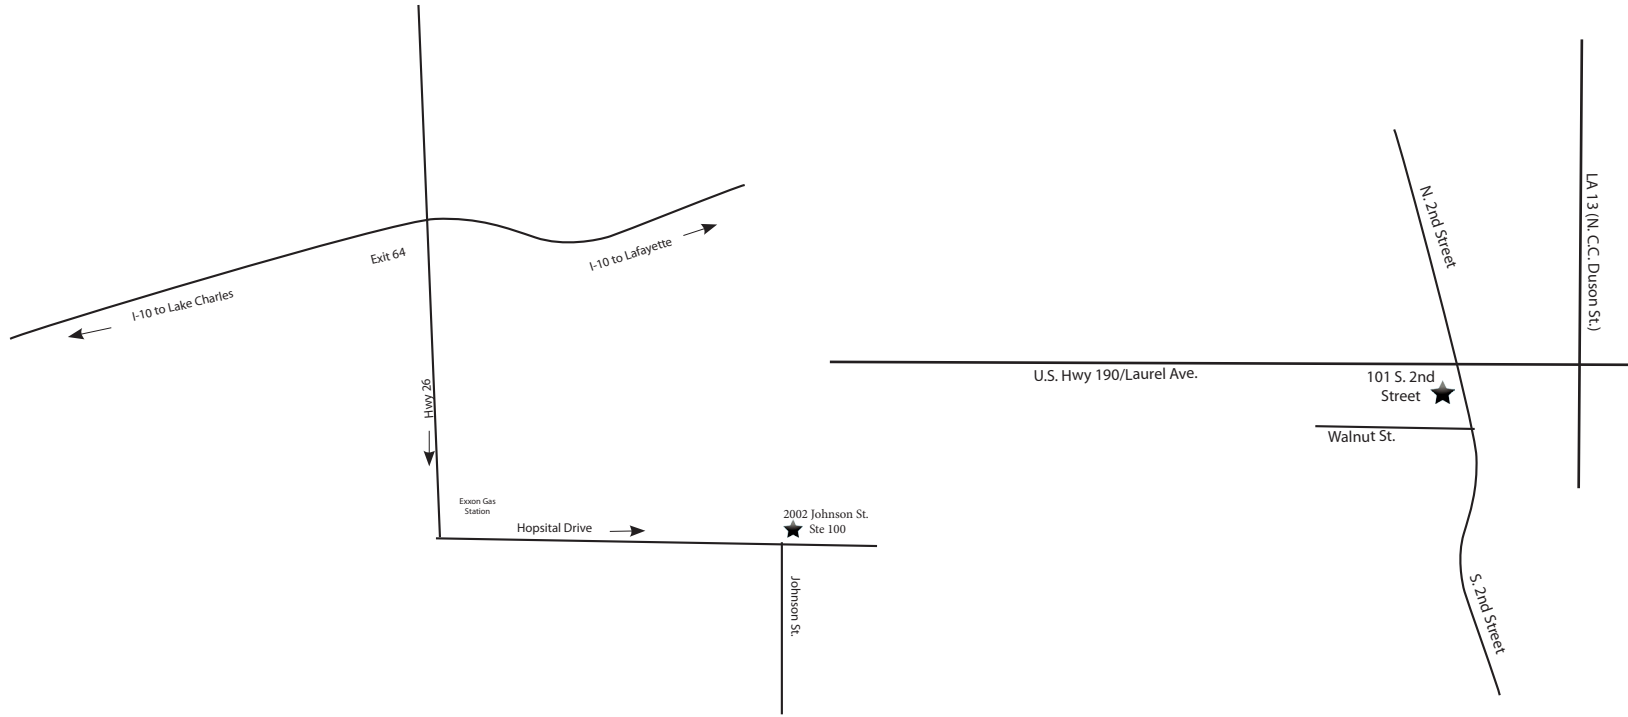 Exit 64
I-10 to Lafayette
I-10 to Lake Charles
Hwy 26
Exxon Gas
Station
Hopsital Drive
2002 Johnson St.
Ste 100
Johnson St.
N. 2nd Street
LA 13 (N. C.C. Duson St.)
U.S. Hwy 190/Laurel Ave.
101 S. 2nd
Street
Walnut St.
S. 2nd Street